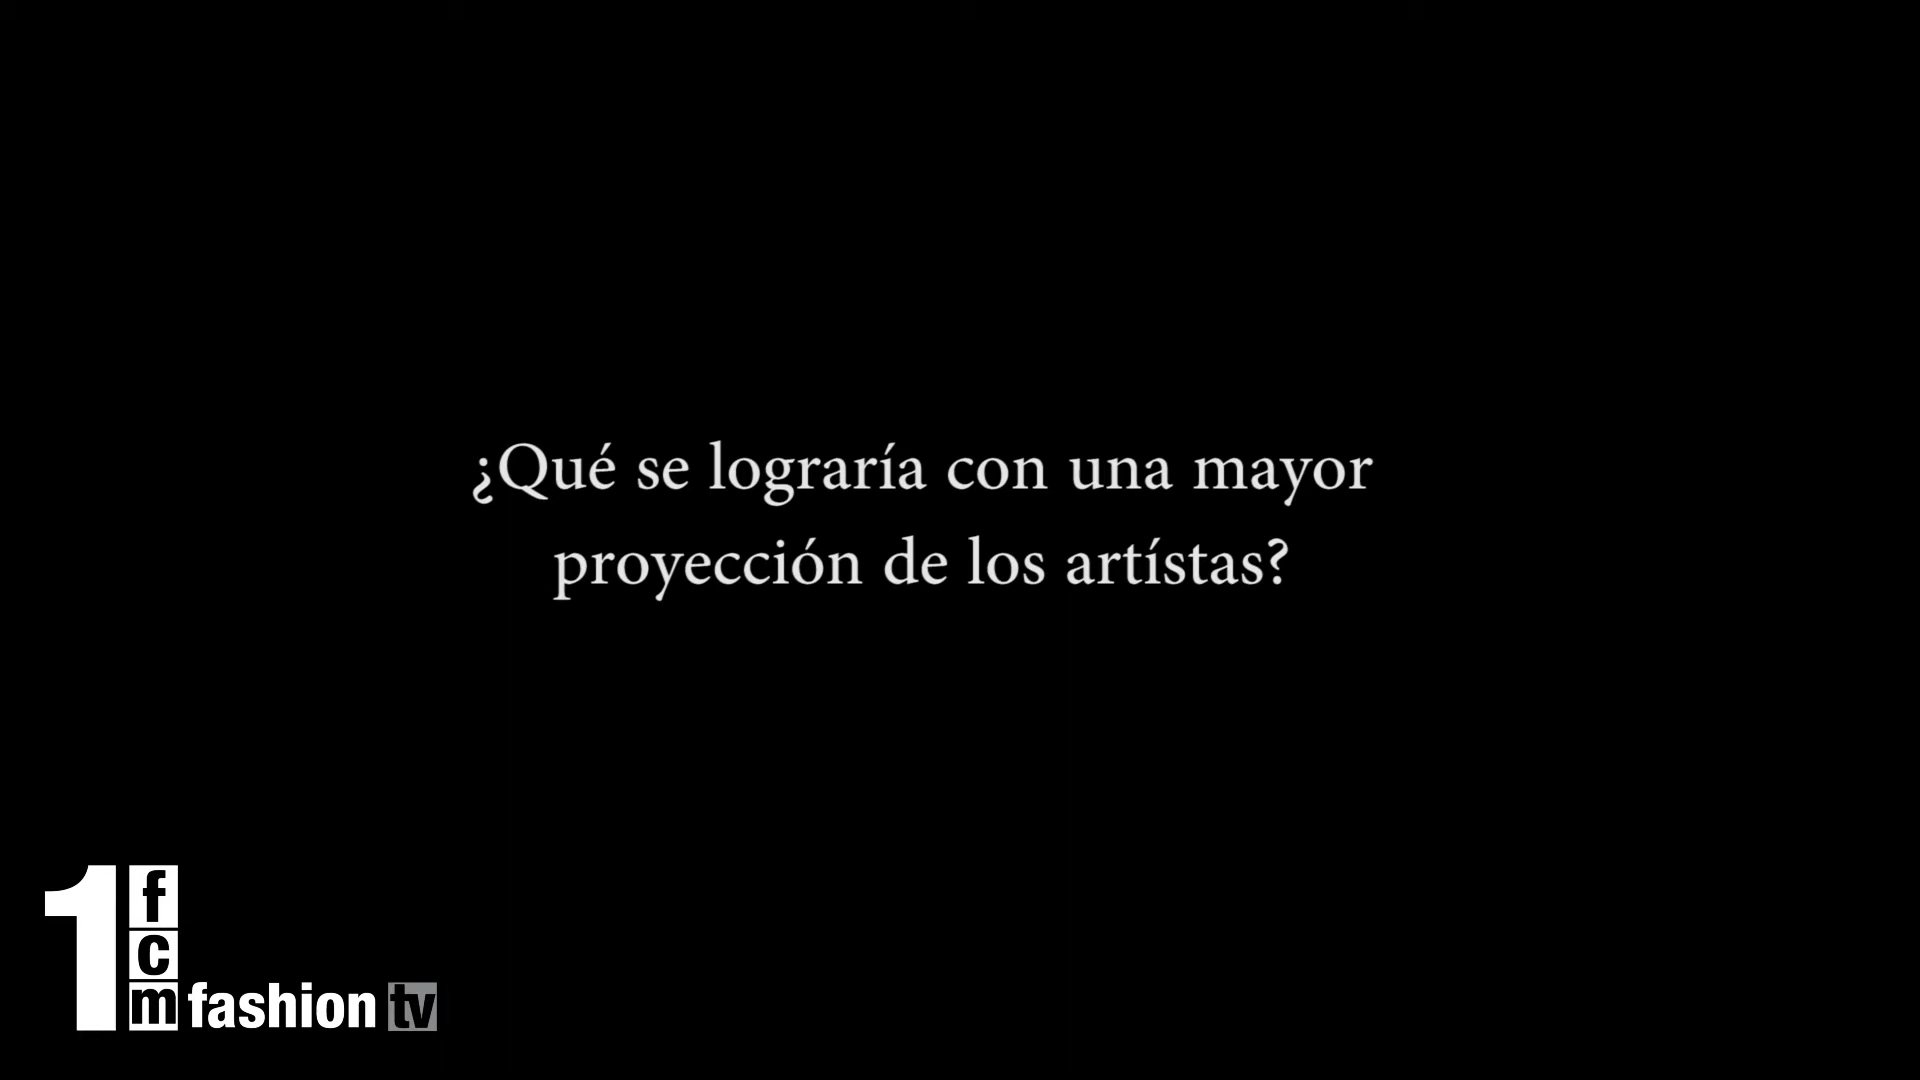 ¿Qué se lograría con una mayor
proyección de los artístas?
1
f
c
m
fashion tv